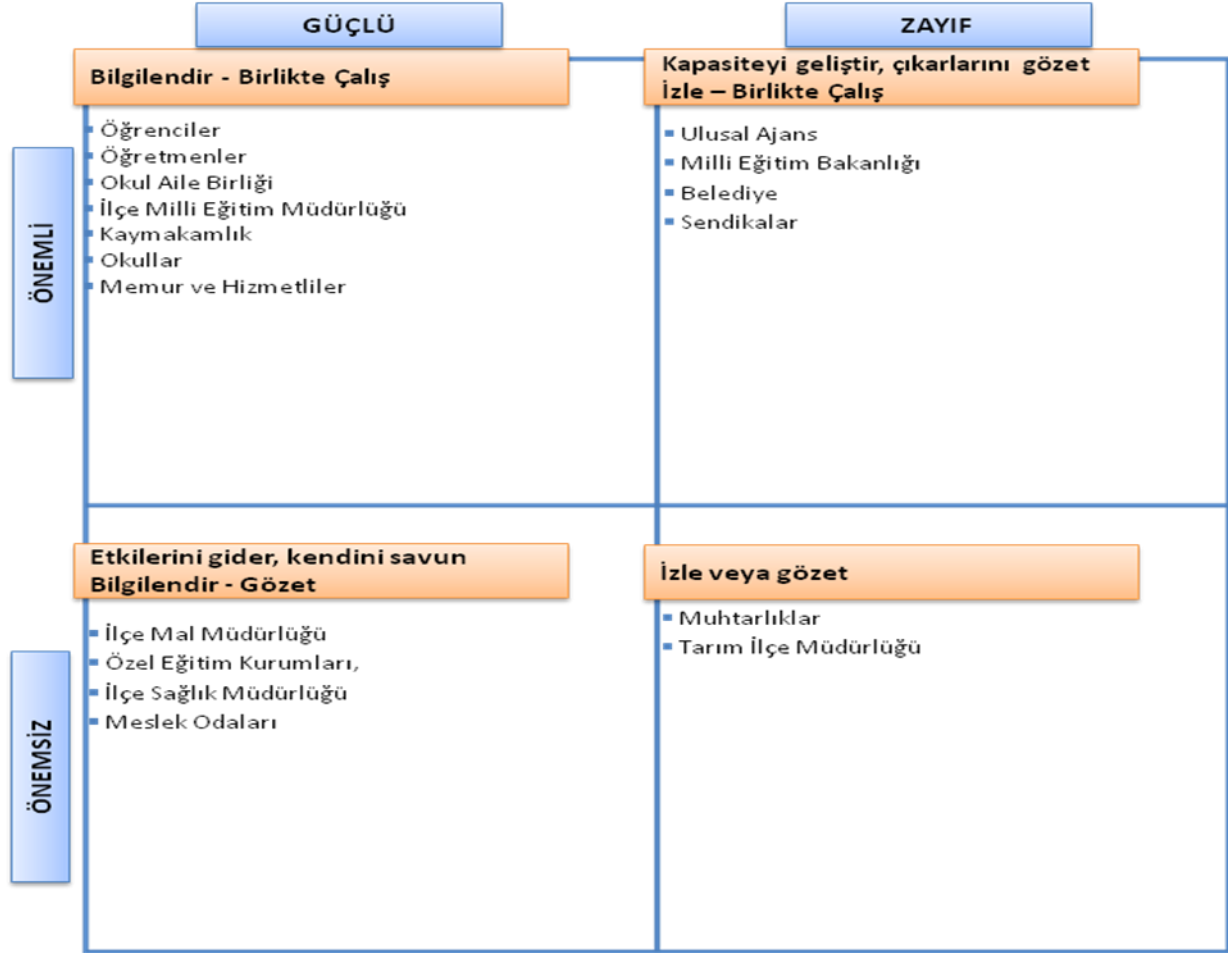 GÜÇLÜ
ZAYIF
ÖNEMLİ
Bilgilendir - Birlikte Çalış
Öğrenciler
Öğretmenler
Okul Aile Birliği
İlçe Milli Eğitim Müdürlüğü
Kaymakamlık
Okullar
Memur ve Hizmetliler
Kapasiteyi geliştir, çıkarlarını gözet
İzle – Birlikte Çalış
Ulusal Ajans
Milli Eğitim Bakanlığı
Belediye
Sendikalar
ÖNEMSİZ
Etkilerini gider, kendini savun
Bilgilendir - Gözet
İlçe Mal Müdürlüğü
Özel Eğitim Kurumları,
İlçe Sağlık Müdürlüğü
Meslek Odaları
İzle veya gözet
Muhtarlıklar
Tarım İlçe Müdürlüğü